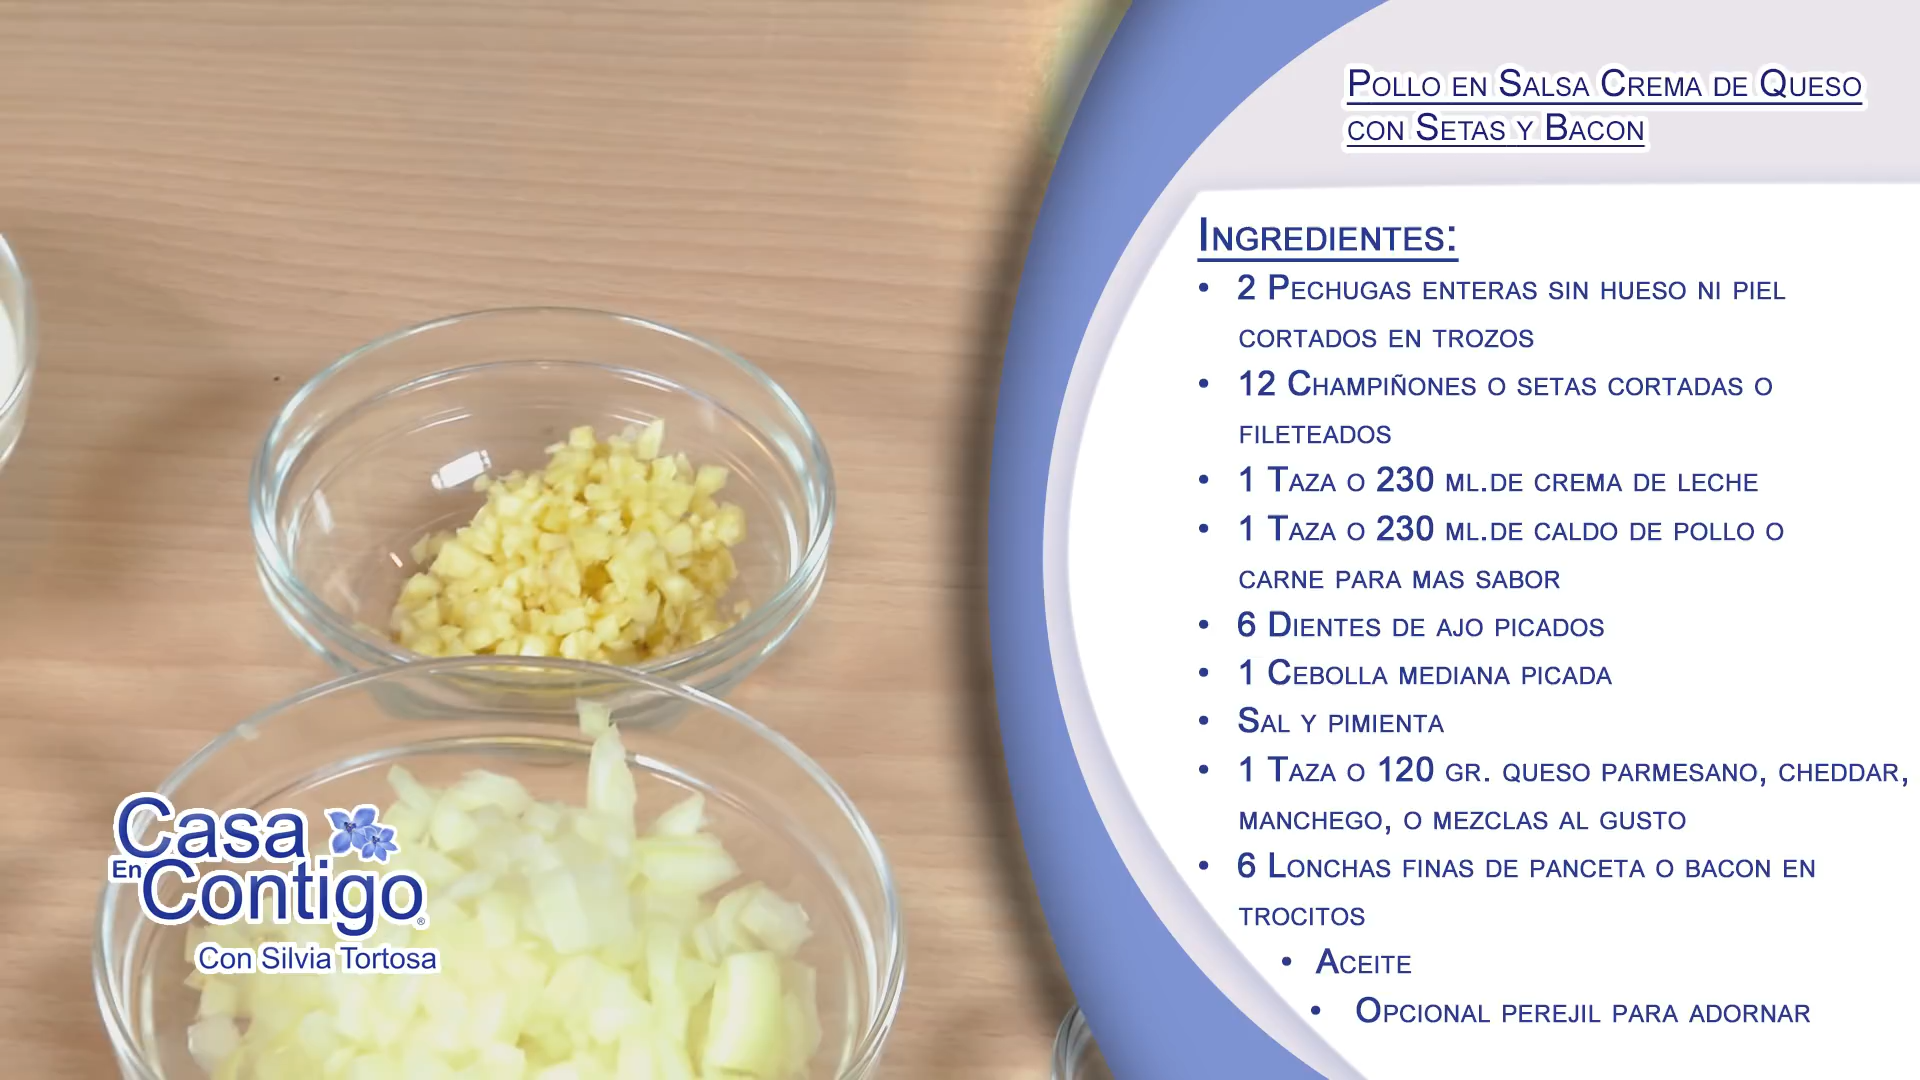 Pollo en Salsa Crema de Queso
con Setas y Bacon
Ingredientes:
• 2 Pechugas enteras sin hueso ni piel
cortados en trozos
• 12 Champiñones o setas cortadas o
fileteados
• 1 Taza o 230 ml.de crema de leche
• 1 Taza o 230 ml.de caldo de pollo o
carne para mas sabor
• 6 Dientes de ajo picados
• 1 Cebolla mediana picada
• Sal y pimienta
• 1 Taza o 120 gr. queso parmesano, cheddar,
manchego, o mezclas al gusto
• 6 Lonchas finas de panceta o bacon en
trocitos
• Aceite
• Opcional perejil para adornar
Casa
En Contigo®
Con Silvia Tortosa